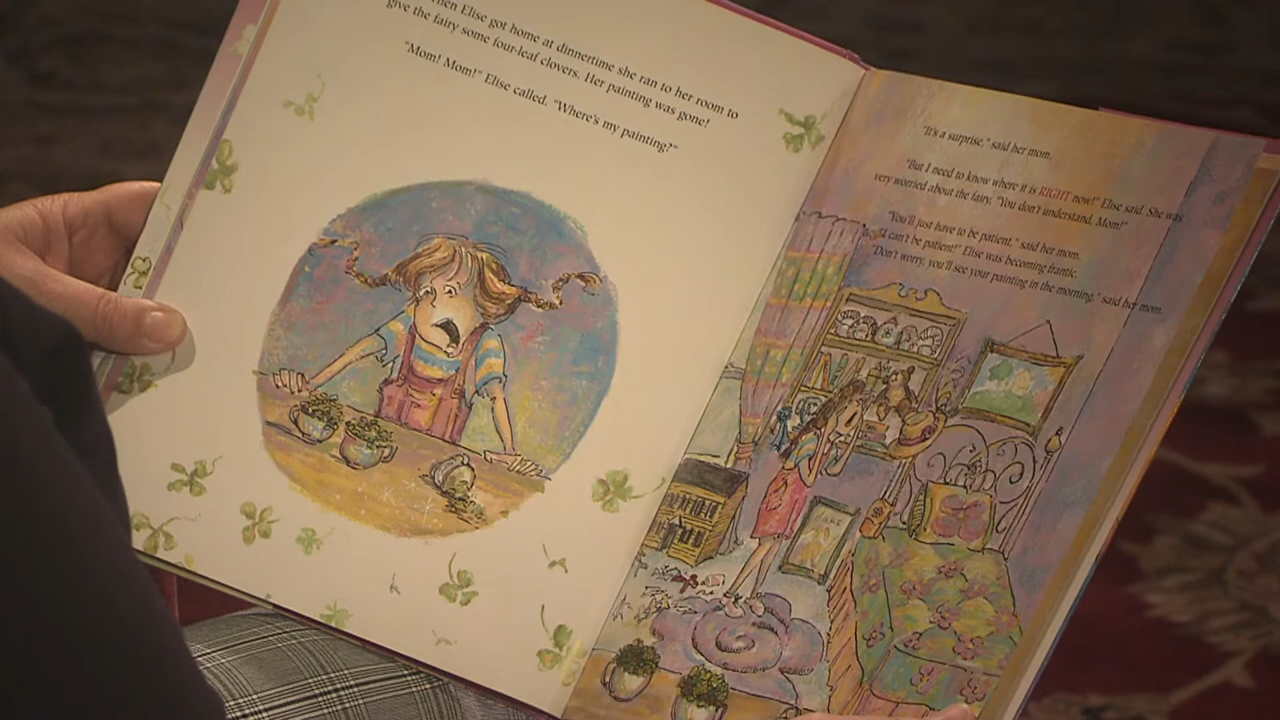 When Elise got home at dinnertime she ran to her room to
give the fairy some four-leaf clovers. Her painting was gone!
"Mom! Mom!" Elise called. "Where's my painting?"
"It's a surprise," said her mom.
"But I need to know where it is RIGHT now!" Elise said. She was
very worried about the fairy. "You don't understand, Mom!"
"You'll just have to be patient," said her mom.
I can't be patient!" Elise was becoming frantic.
"Don't worry, you'll see your painting in the morning," said her mom.